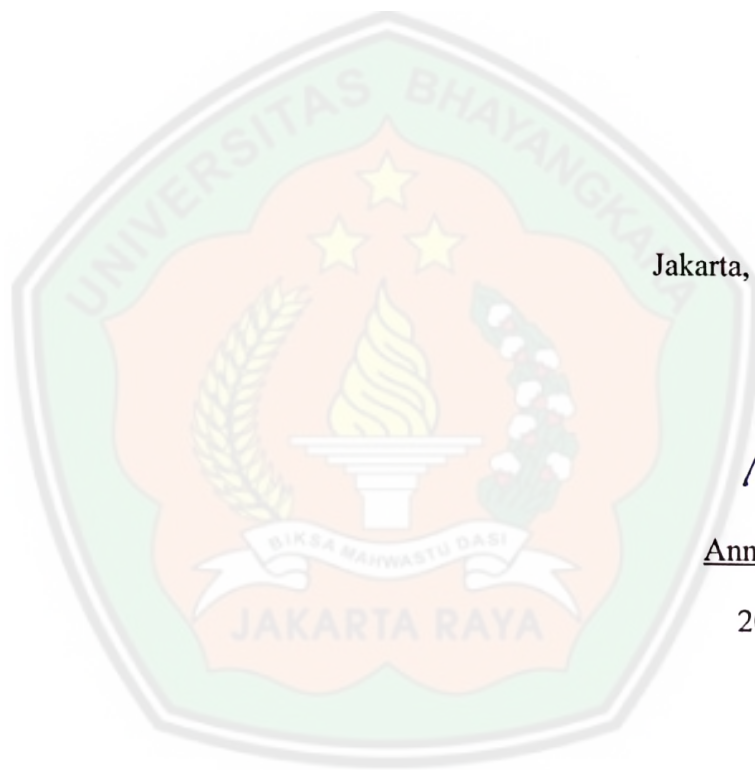 UNIVERSITAS BHAYANGKARA
Jakarta,
BIKSA MAHWASTU DASI
Ann
JAKARTA RAYA
2